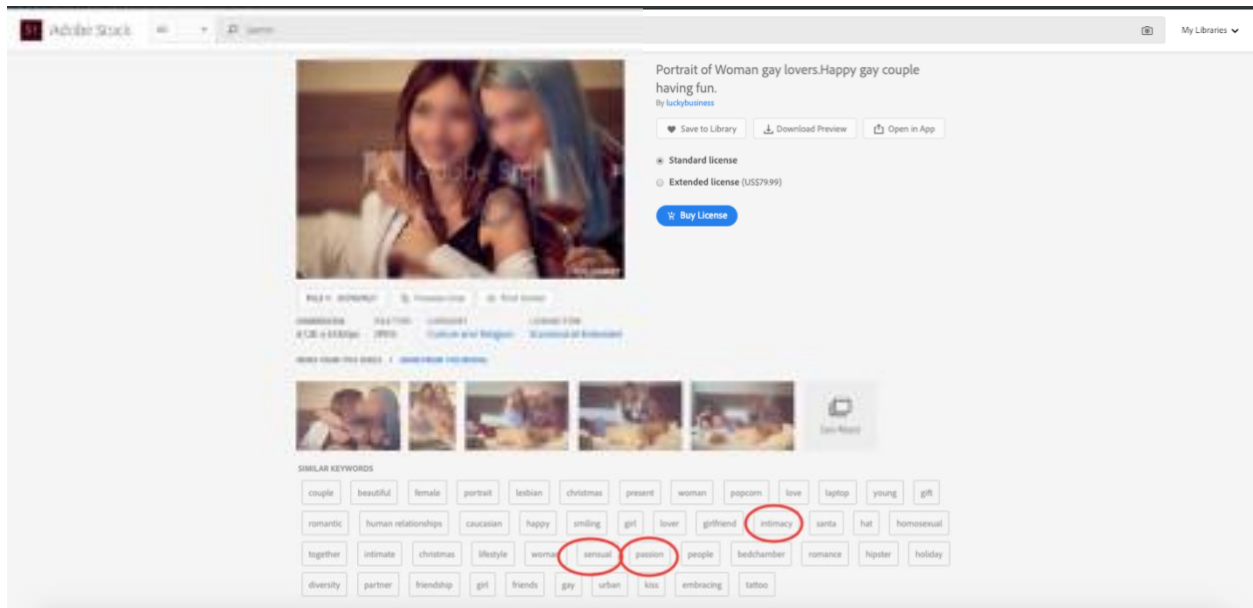 St Adobe Stock My Libraries
Portrait of Woman gay lovers.Happy gay couple
having fun.
By luckybusiness
Save to Library Download Preview Open in App
Standard license
Extended license (US$79.99)
Buy License
Adobe Stock
SIMILAR KEYWORDS
couple beautiful female portrait lesbian christmas present woman popcorn love laptop young gift
romantic human relationships caucasian happy smiling girl lover girlfriend intimacy santa hat homosexual
together intimate christmas lifestyle woman sensual passion people bedchamber romance hipster holiday
diversity partner friendship girl friends gay urban kiss embracing tattoo